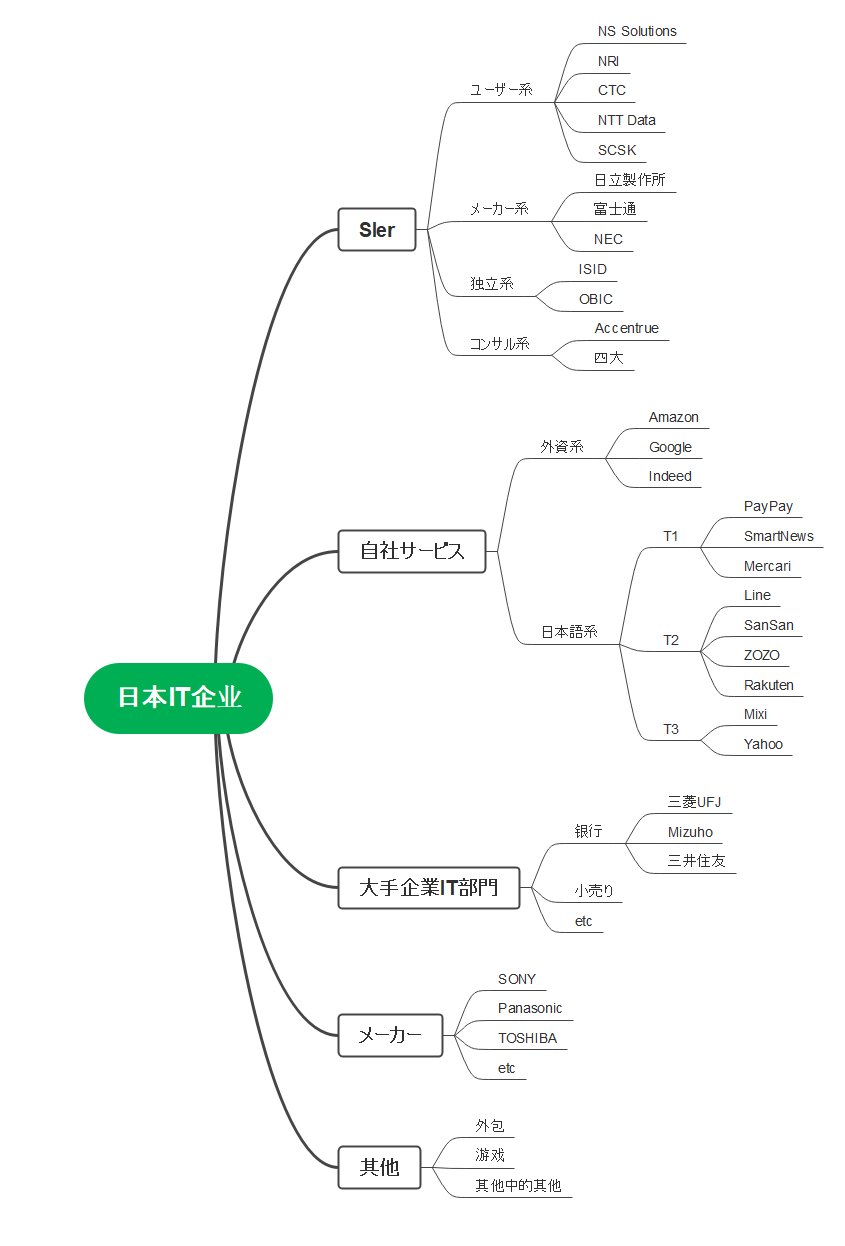 日本IT企业
SIer
ユーザー系
NS Solutions
NRI
CTC
NTT Data
SCSK
メーカー系
日立製作所
富士通
NEC
独立系
ISID
OBIC
コンサル系
Accentrue
四大
自社サービス
外資系
Amazon
Google
Indeed
日本語系
T1
PayPay
SmartNews
Mercari
T2
Line
SanSan
ZOZO
Rakuten
T3
Mixi
Yahoo
大手企業IT部門
银行
三菱UFJ
Mizuho
三井住友
小売り
etc
メーカー
SONY
Panasonic
TOSHIBA
etc
其他
外包
游戏
其他中的其他